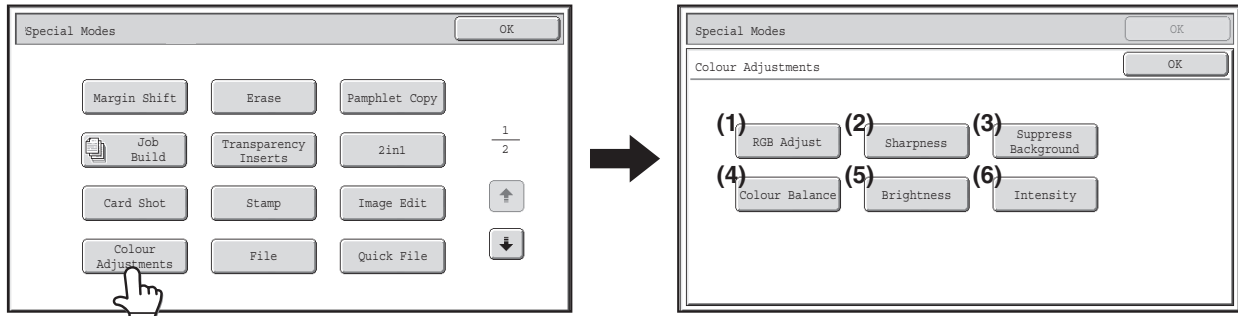 Special Modes
OK
Margin Shift
Erase
Pamphlet Copy
Job
Build
Transparency
Inserts
2in1
1
2
Card Shot
Stamp
Image Edit
Colour
Adjustments
File
Quick File
Special Modes
OK
Colour Adjustments
OK
(1)
RGB Adjust
(2)
Sharpness
(3)
Suppress
Background
(4)
Colour Balance
(5)
Brightness
(6)
Intensity